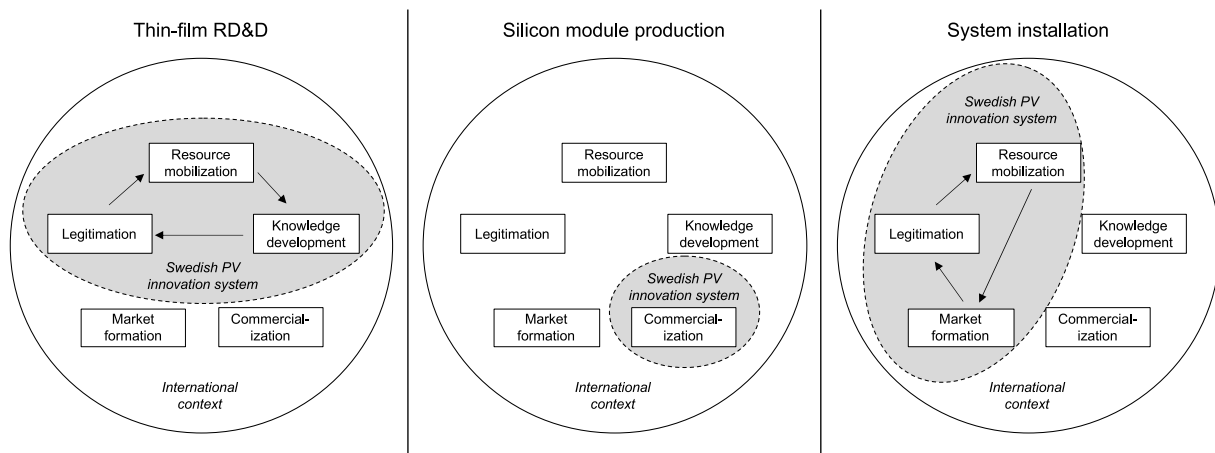 Thin-film RD&D
Resource
mobilization
Legitimation
Knowledge
development
Swedish PV
innovation system
Market
formation
Commercial-
ization
International
context
Silicon module production
Resource
mobilization
Legitimation
Knowledge
development
Swedish PV
innovation system
Market
formation
Commercial-
ization
International
context
System installation
Swedish PV
innovation system
Resource
mobilization
Legitimation
Knowledge
development
Market
formation
Commercial-
ization
International
context